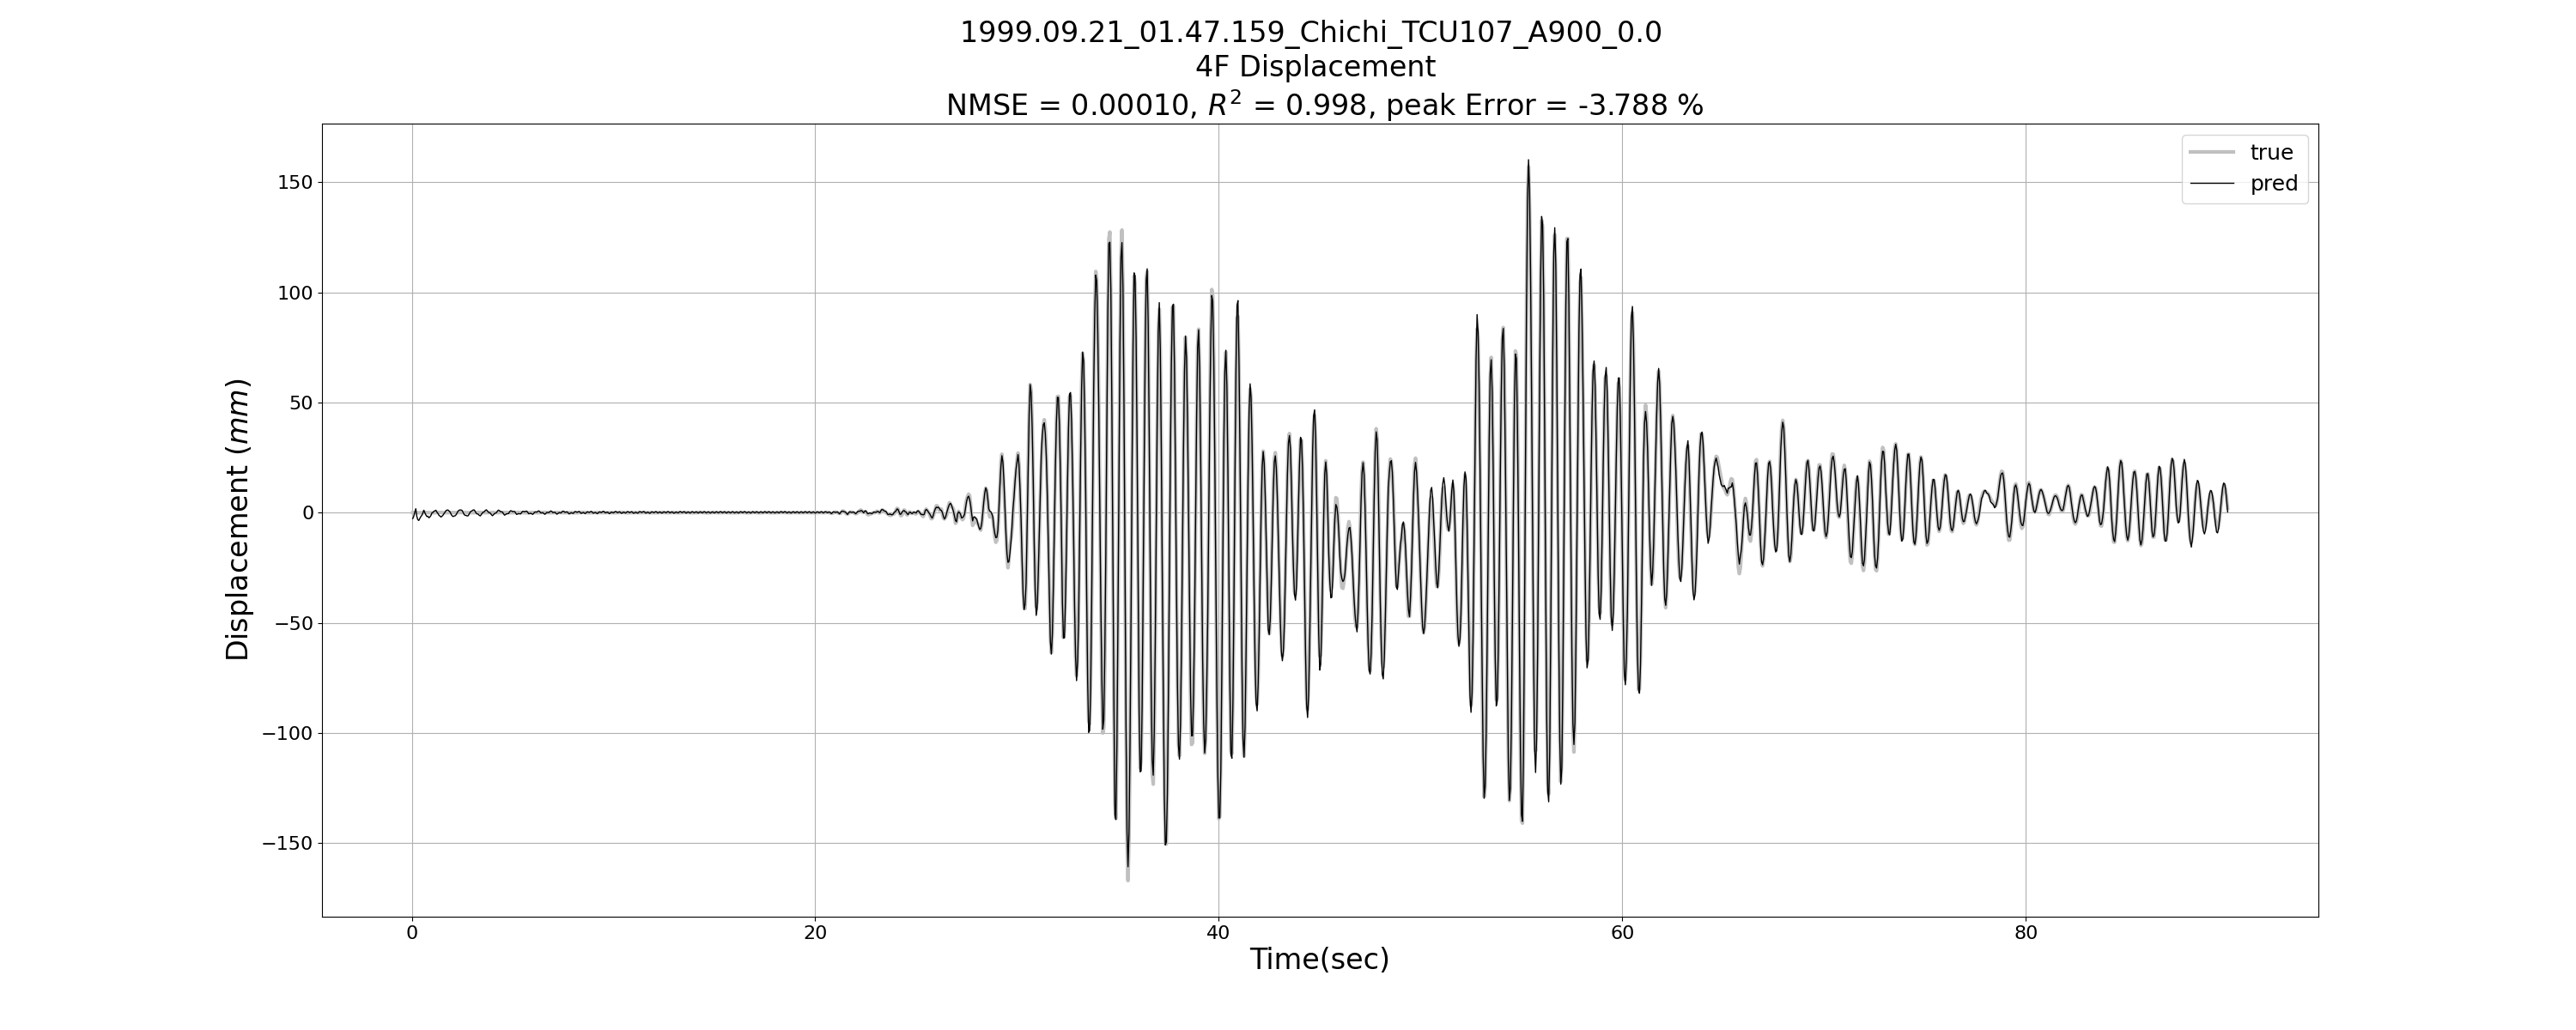 1999.09.21_01.47.159_Chichi_TCU107_A900_0.0
4F Displacement
NMSE = 0.00010, R² = 0.998, peak Error = -3.788 %
true
pred
150
100
50
0
−50
−100
−150
Displacement (mm)
0 20 40 60 80
Time(sec)